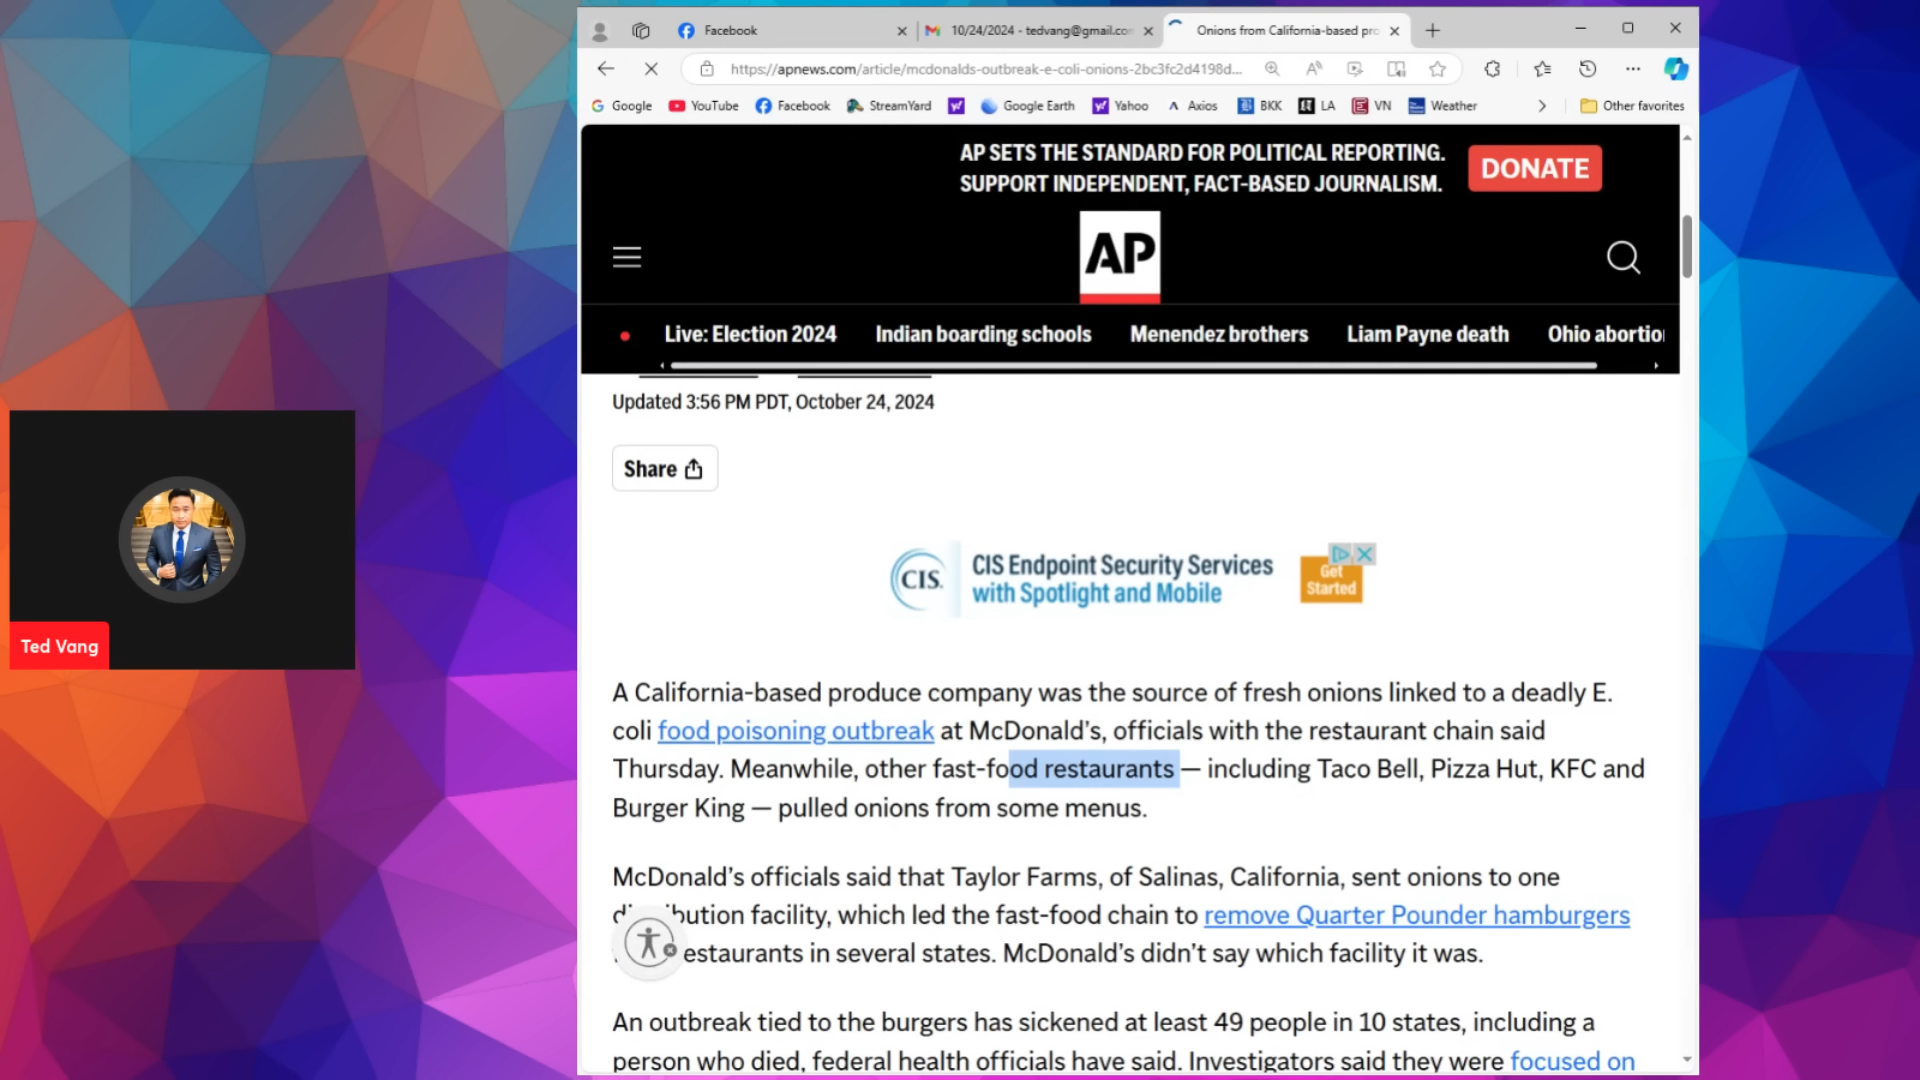 Facebook
10/24/2024 - tedvang@gmail.co
Onions from California-based pr
https://apnews.com/article/mcdonalds-outbreak-e-coli-onions-2bc3fc2d4198d...
Google YouTube Facebook StreamYard Google Earth Yahoo Axios BKK LA VN Weather Other favorites
AP SETS THE STANDARD FOR POLITICAL REPORTING.
SUPPORT INDEPENDENT, FACT-BASED JOURNALISM.
DONATE
AP
Live: Election 2024 Indian boarding schools Menendez brothers Liam Payne death Ohio abortio
Updated 3:56 PM PDT, October 24, 2024
Share
CIS.
CIS Endpoint Security Services
with Spotlight and Mobile
Get
Started
A California-based produce company was the source of fresh onions linked to a deadly E.
coli food poisoning outbreak at McDonald's, officials with the restaurant chain said
Thursday. Meanwhile, other fast-food restaurants — including Taco Bell, Pizza Hut, KFC and
Burger King — pulled onions from some menus.
McDonald's officials said that Taylor Farms, of Salinas, California, sent onions to one
bution facility, which led the fast-food chain to remove Quarter Pounder hamburgers
estaurants in several states. McDonald's didn't say which facility it was.
An outbreak tied to the burgers has sickened at least 49 people in 10 states, including a
person who died, federal health officials have said. Investigators said they were focused on
Ted Vang